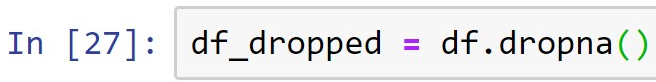 In [27]: df_dropped = df.dropna()